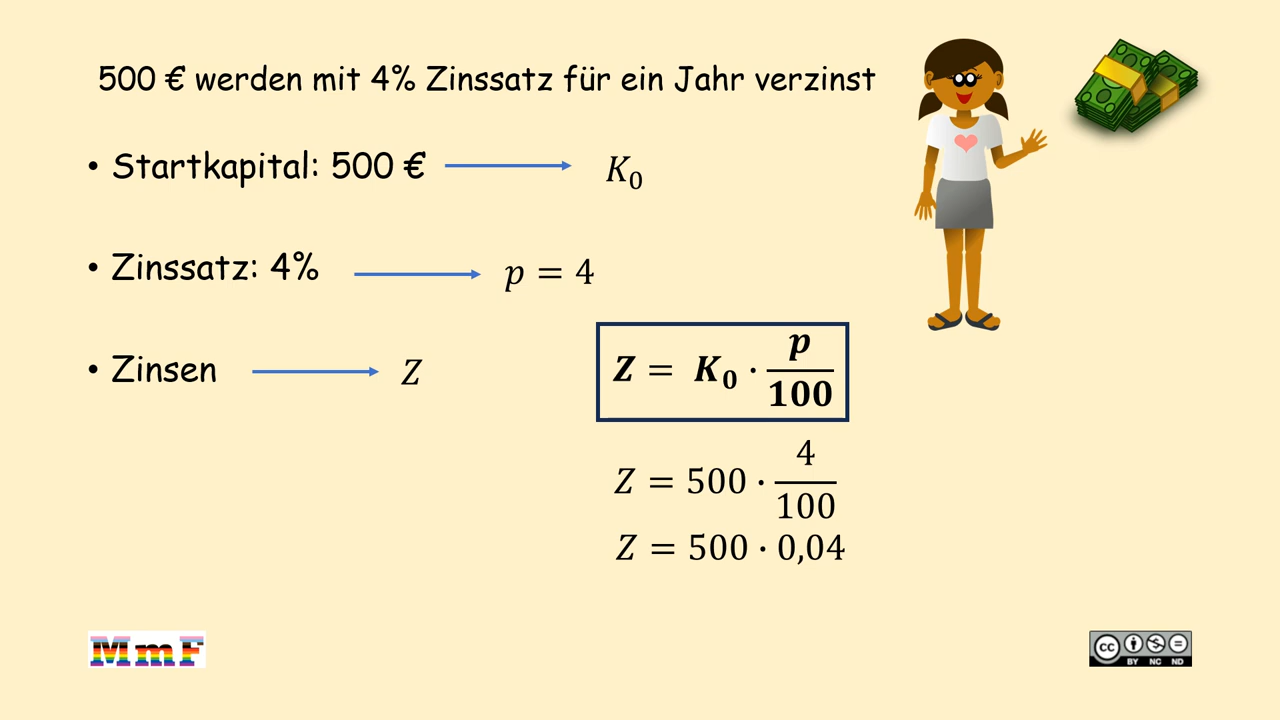 500 € werden mit 4% Zinssatz für ein Jahr verzinst
• Startkapital: 500 € K₀
• Zinssatz: 4% p = 4
• Zinsen Z
Z = K₀ · p/100
Z = 500 · 4/100
Z = 500 · 0,04
MmF
CC BY NC ND